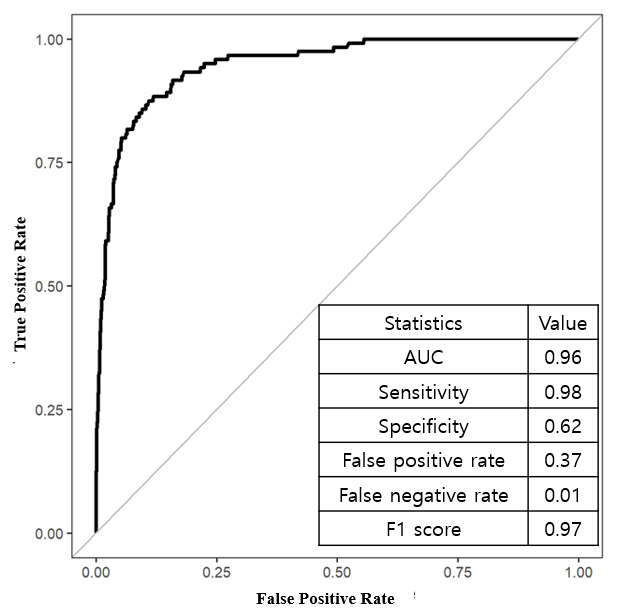 1.00
0.75
0.50
0.25
0.00
True Positive Rate
Statistics Value
AUC 0.96
Sensitivity 0.98
Specificity 0.62
False positive rate 0.37
False negative rate 0.01
F1 score 0.97
0.00 0.25 0.50 0.75 1.00
False Positive Rate